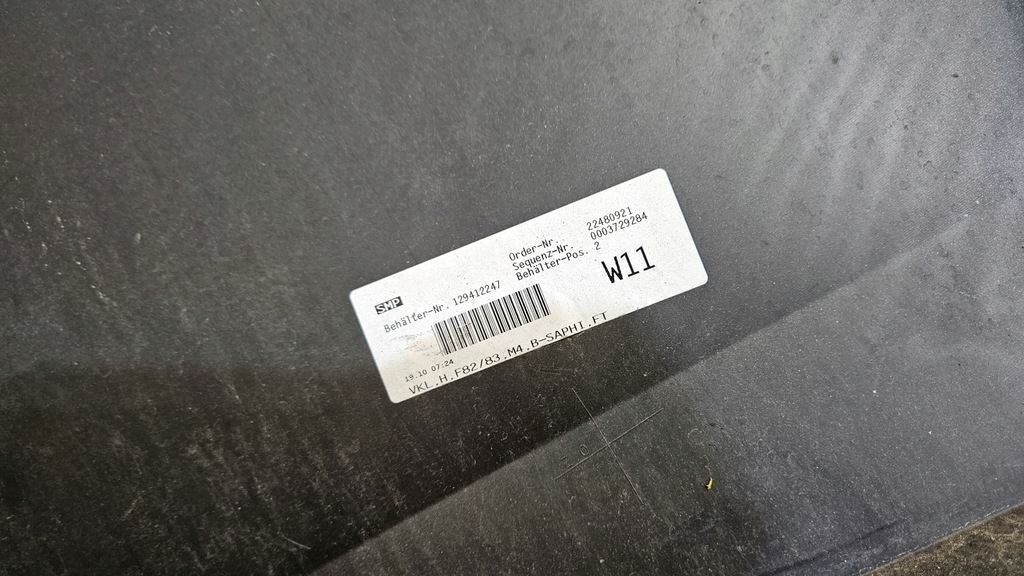 SMP
Order-Nr. 22480921
Sequenz-Nr. 0003729284
Behälter-Pos. 2
Behälter-Nr. 129412247
W11
19.10 07:24
VKL.H.F82/83.M4.B-SAPHI.FT